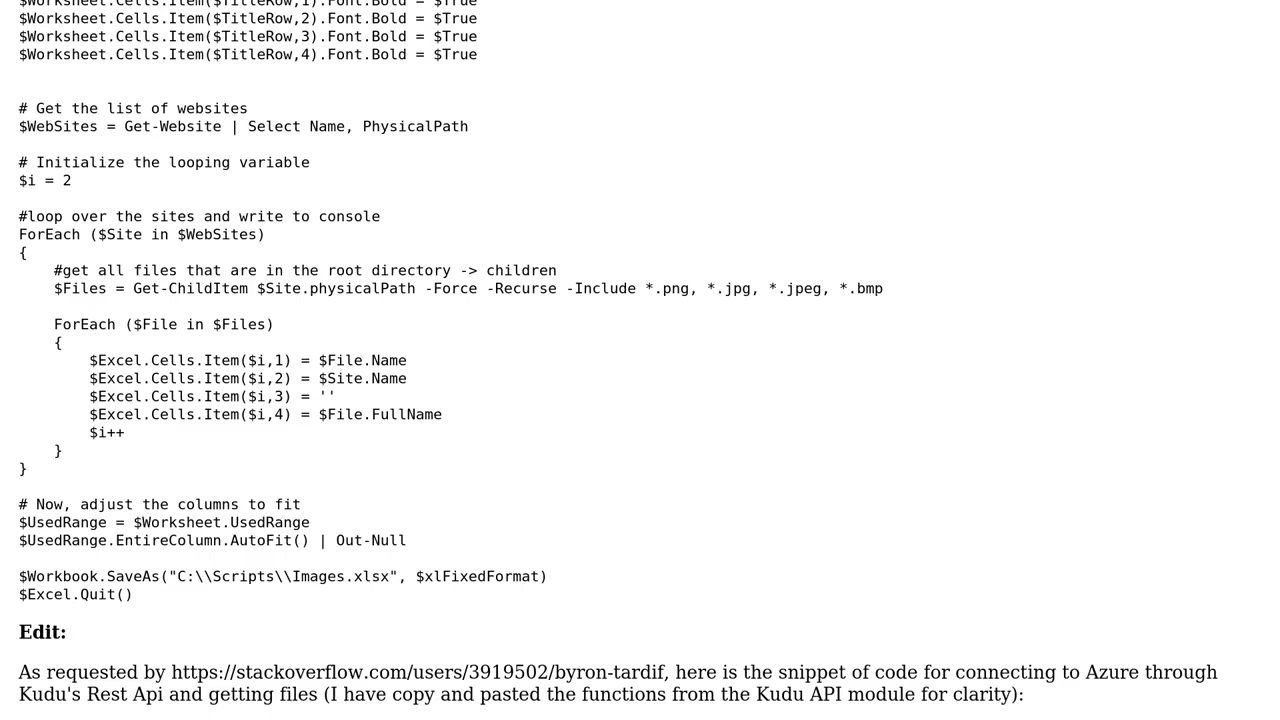 $Worksheet.Cells.Item($TitleRow,1).Font.Bold = $True
$Worksheet.Cells.Item($TitleRow,2).Font.Bold = $True
$Worksheet.Cells.Item($TitleRow,3).Font.Bold = $True
$Worksheet.Cells.Item($TitleRow,4).Font.Bold = $True
# Get the list of websites
$WebSites = Get-Website | Select Name, PhysicalPath
# Initialize the looping variable
$i = 2
#loop over the sites and write to console
ForEach ($Site in $WebSites)
{
    #get all files that are in the root directory -> children
    $Files = Get-ChildItem $Site.physicalPath -Force -Recurse -Include *.png, *.jpg, *.jpeg, *.bmp
    ForEach ($File in $Files)
    {
        $Excel.Cells.Item($i,1) = $File.Name
        $Excel.Cells.Item($i,2) = $Site.Name
        $Excel.Cells.Item($i,3) = ''
        $Excel.Cells.Item($i,4) = $File.FullName
        $i++
    }
}
# Now, adjust the columns to fit
$UsedRange = $Worksheet.UsedRange
$UsedRange.EntireColumn.AutoFit() | Out-Null
$Workbook.SaveAs("C:\\Scripts\\Images.xlsx", $xlFixedFormat)
$Excel.Quit()
Edit:
As requested by https://stackoverflow.com/users/3919502/byron-tardif, here is the snippet of code for connecting to Azure through
Kudu's Rest Api and getting files (I have copy and pasted the functions from the Kudu API module for clarity):